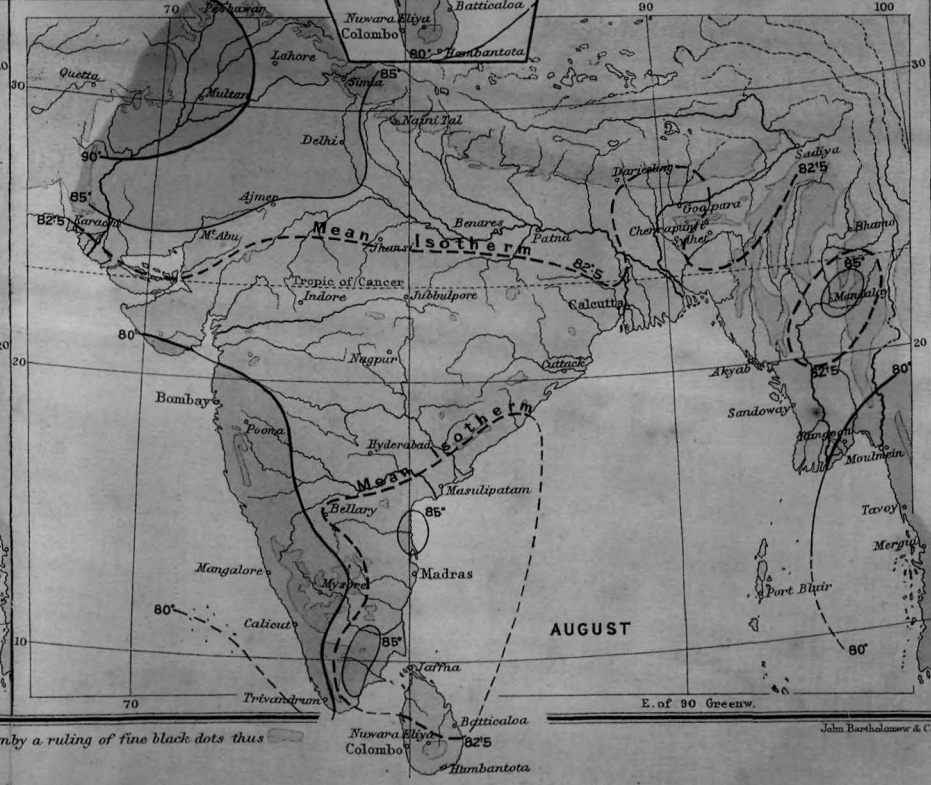 70
Peshawar
Nuwara Eliya
Batticaloa
Colombo
80°
Hambantota
90
100
30
30
Quetta
Lahore
85°
Simla
Multan
Naini Tal
Delhi
90°
Darjeeling
Sadiya
82°5
85°
Ajmer
Goalpara
82°5
Karachi
Mt. Abu
Mean Isotherm
Jhansi
Benares
Patna
Cherrapunji
Sylhet
Bhamo
82°5
85°
Tropic of Cancer
Indore
Jubbulpore
Calcutta
Mandalay
80°
20
20
Nagpur
Cuttack
Akyab
82°5
80°
Bombay
Sandoway
Poona
Hyderabad
Mean sotherm
Rangoon
Moulmein
Masulipatam
Bellary
85°
Tavoy
Mergui
Mangalore
Mysore
Madras
Port Blair
80°
Calicut
85°
AUGUST
80°
10
Jaffna
Trivandrum
70
E. of 90 Greenw.
nby a ruling of fine black dots thus
Batticaloa
Nuwara Eliya
82°5
Colombo
Hambantota
John Bartholomew & C